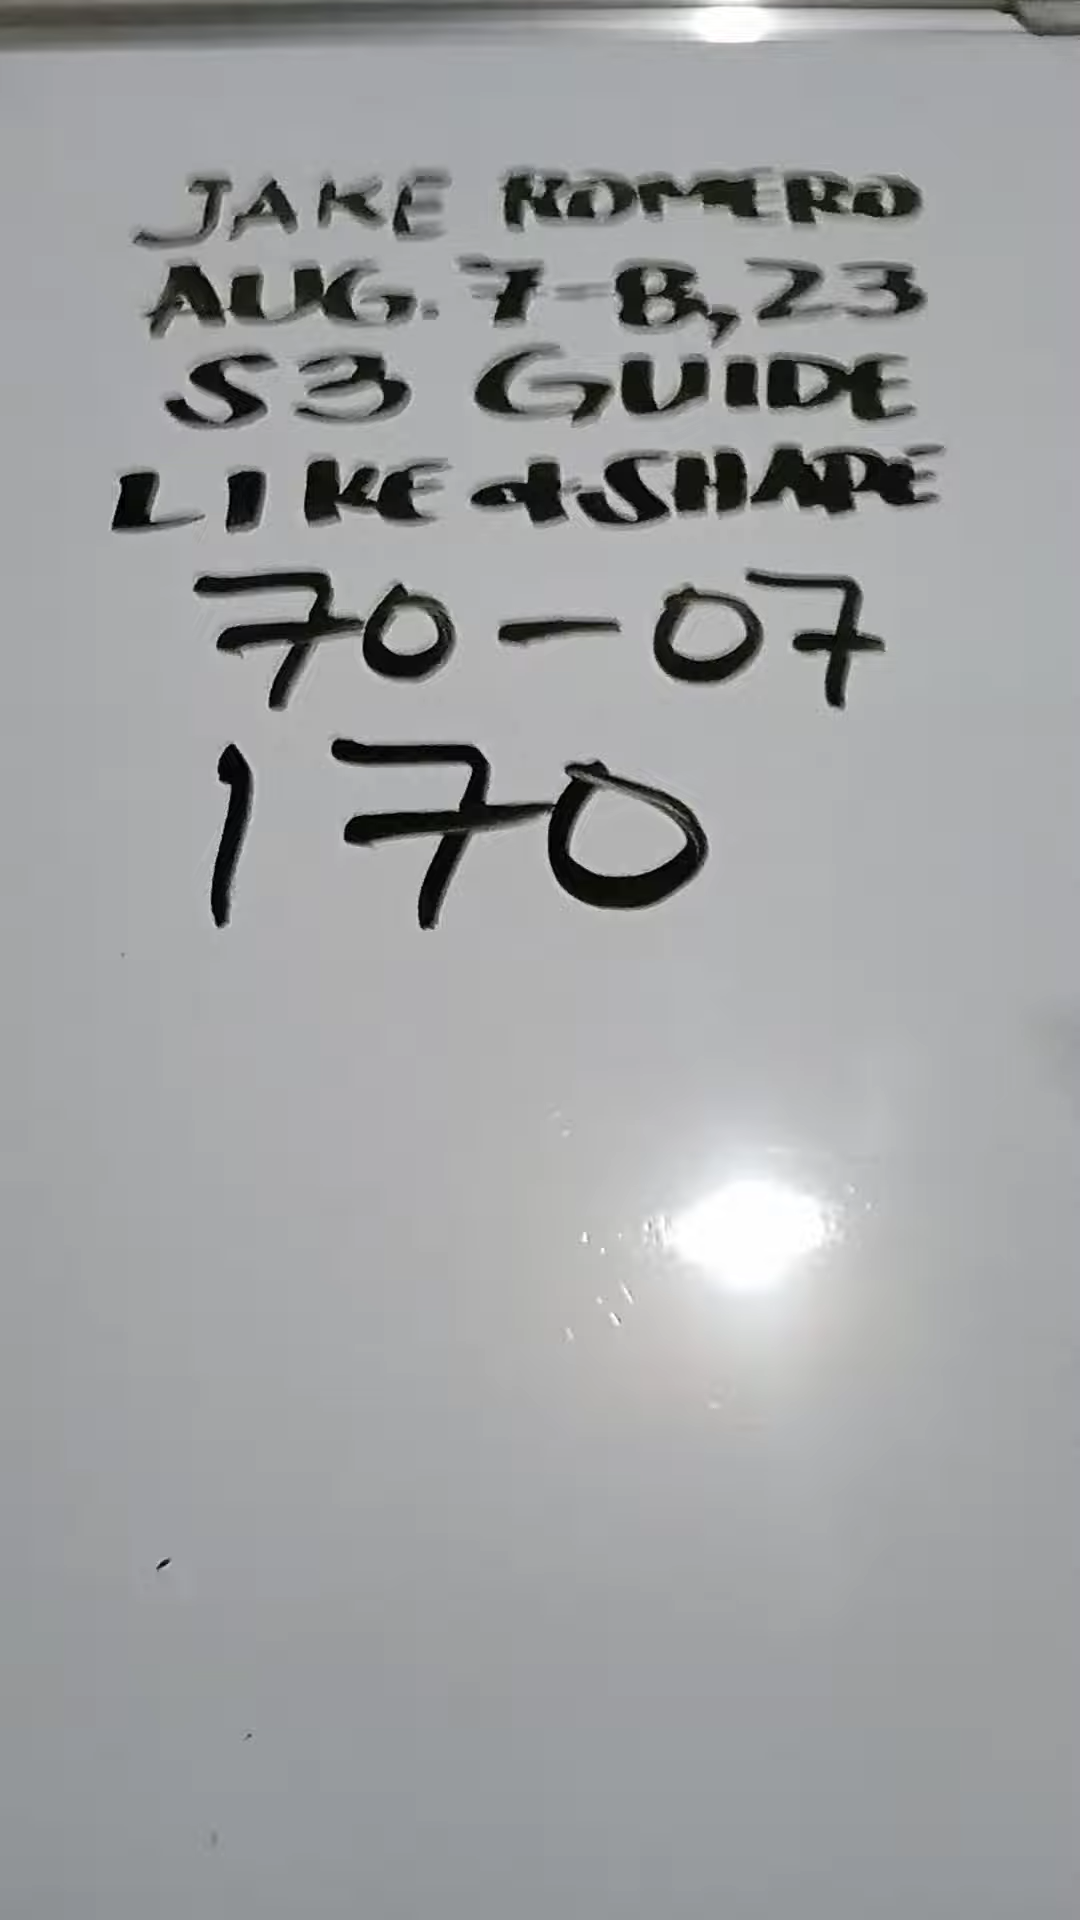 JAKE ROMERO
AUG. 7-8, 23
S3 GUIDE
LIKE & SHARE
70-07
170